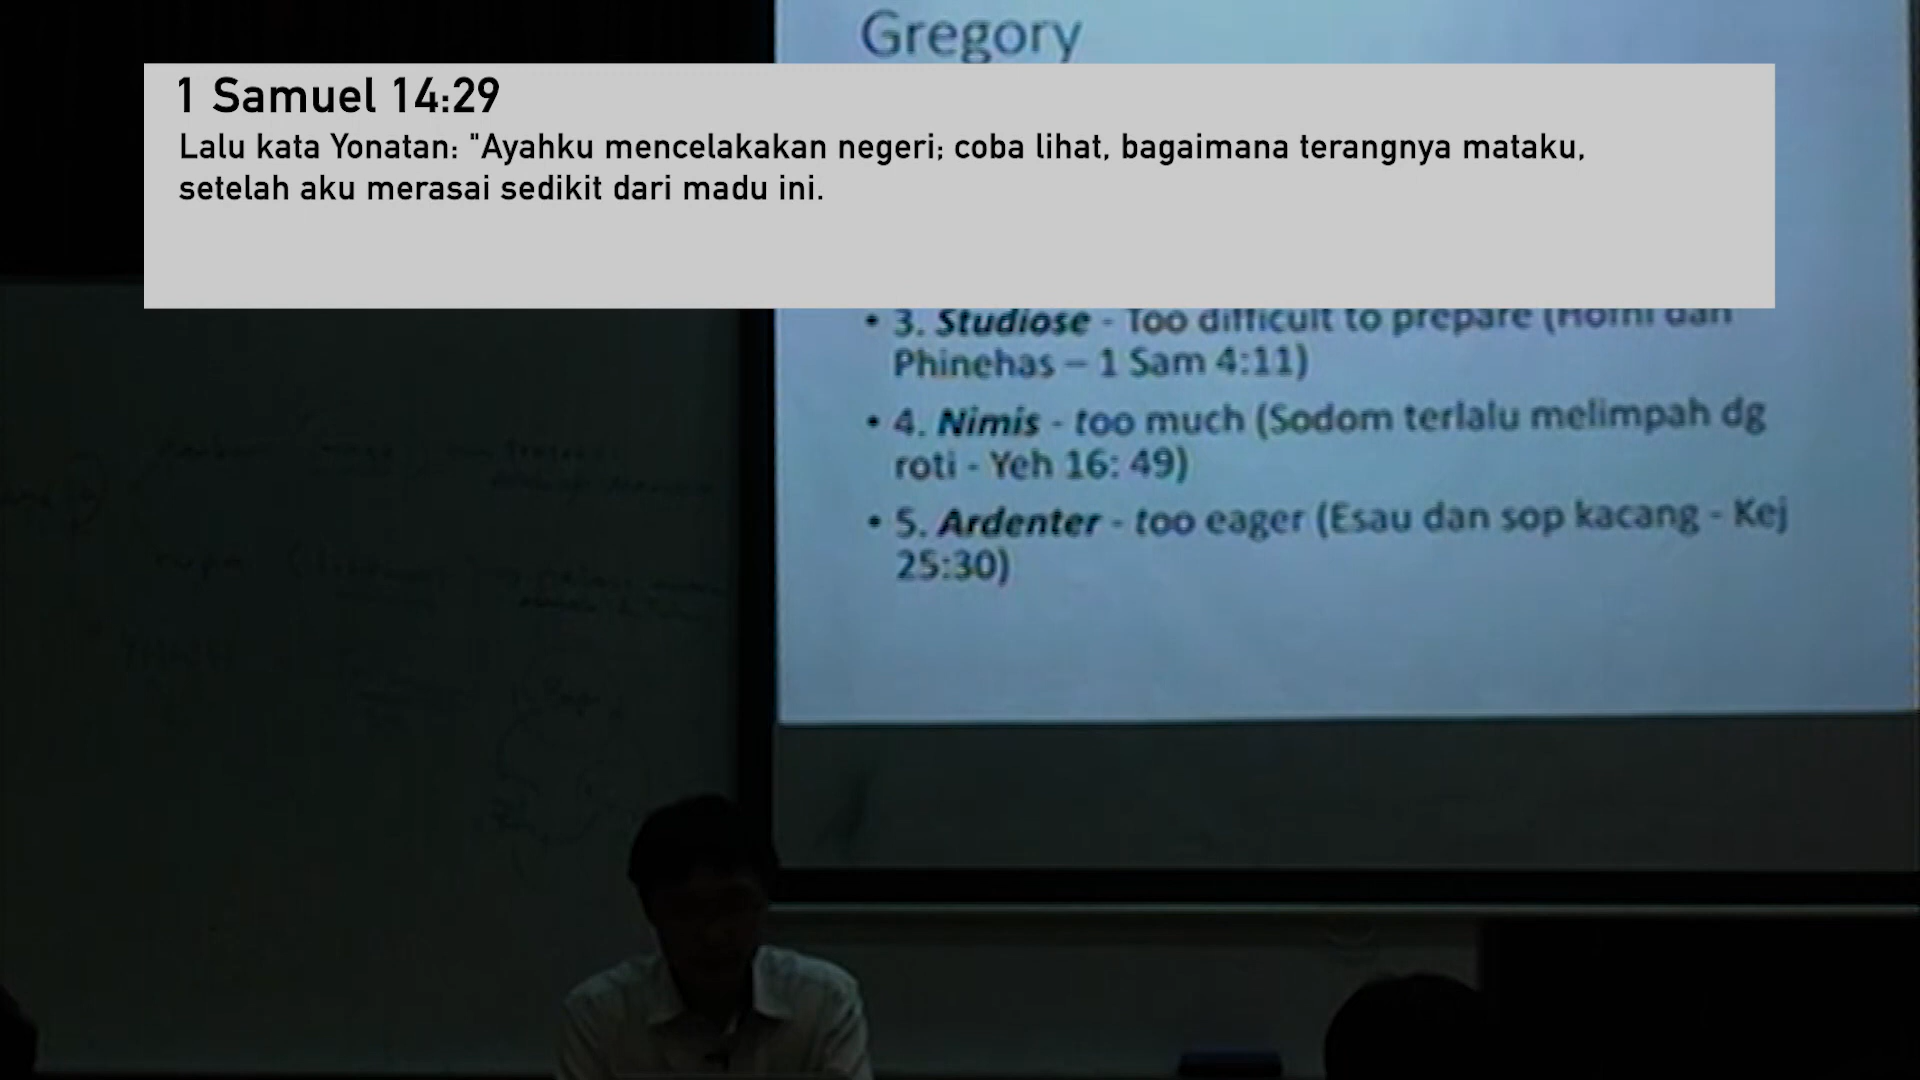 Gregory
1 Samuel 14:29
Lalu kata Yonatan: "Ayahku mencelakakan negeri; coba lihat, bagaimana terangnya mataku,
setelah aku merasai sedikit dari madu ini.
• 3. Studiose - Too difficult to prepare (Hofni dan
Phinehas – 1 Sam 4:11)
• 4. Nimis - too much (Sodom terlalu melimpah dg
roti - Yeh 16: 49)
• 5. Ardenter - too eager (Esau dan sop kacang - Kej
25:30)